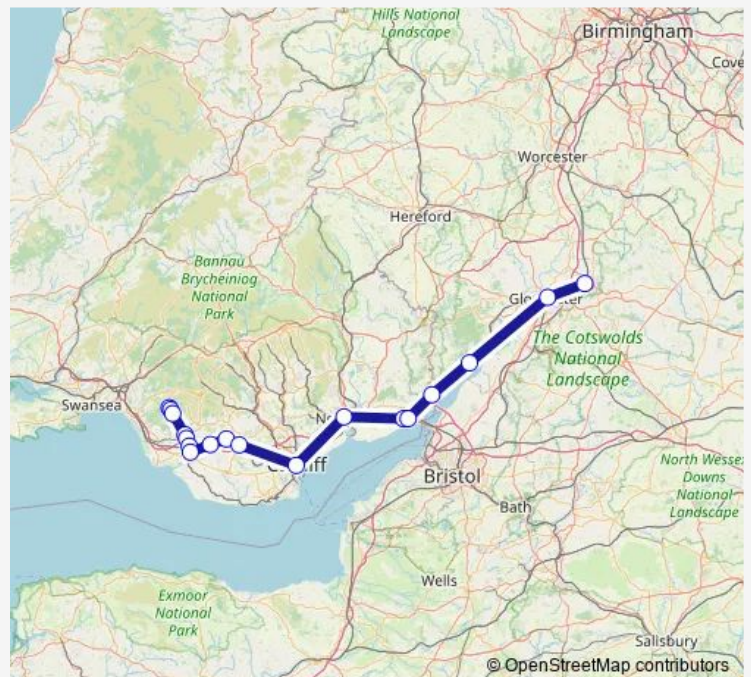 Hills National
Landscape
Birmingham
Cove
Worcester
Hereford
Bannau
Brycheiniog
National
Park
The Cotswolds
National
Landscape
Swansea
Bristol
North Wessex
Downs
National
Landscape
Bath
Wells
Exmoor
National
Park
Salisbury
© OpenStreetMap contributors